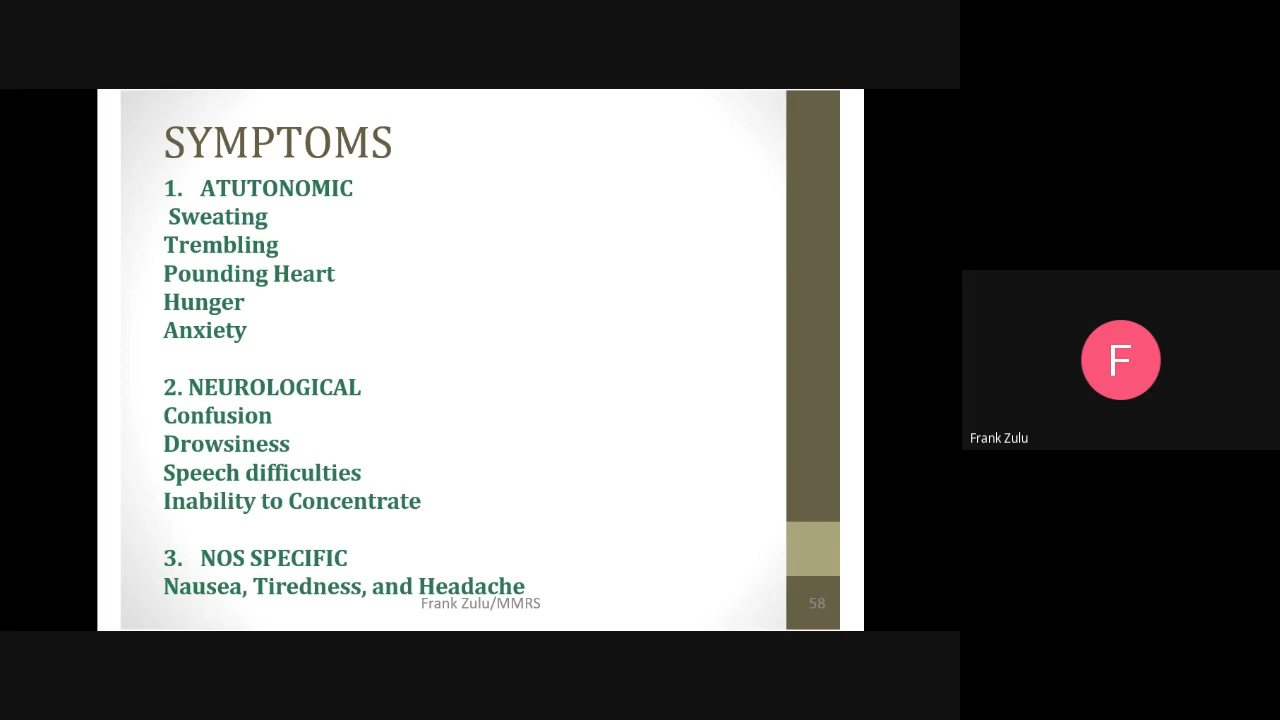 SYMPTOMS
1. ATUTONOMIC
Sweating
Trembling
Pounding Heart
Hunger
Anxiety
2. NEUROLOGICAL
Confusion
Drowsiness
Speech difficulties
Inability to Concentrate
3. NOS SPECIFIC
Nausea, Tiredness, and Headache
Frank Zulu/MMRS
58
F
Frank Zulu